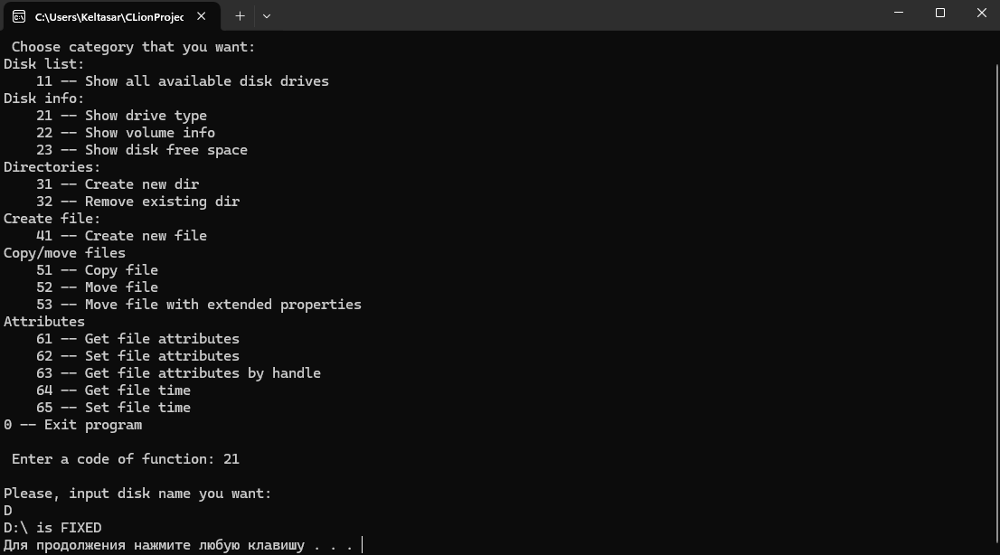 C:\Users\Keltasar\CLionProjec
Choose category that you want:
Disk list:
11 -- Show all available disk drives
Disk info:
21 -- Show drive type
22 -- Show volume info
23 -- Show disk free space
Directories:
31 -- Create new dir
32 -- Remove existing dir
Create file:
41 -- Create new file
Copy/move files
51 -- Copy file
52 -- Move file
53 -- Move file with extended properties
Attributes
61 -- Get file attributes
62 -- Set file attributes
63 -- Get file attributes by handle
64 -- Get file time
65 -- Set file time
0 -- Exit program
Enter a code of function: 21
Please, input disk name you want:
D
D:\ is FIXED
Для продолжения нажмите любую клавишу . . .